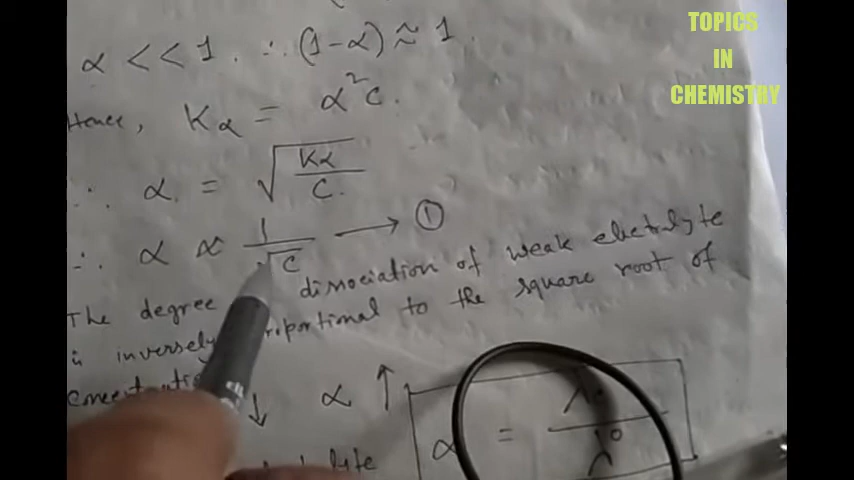 TOPICS
IN
CHEMISTRY
α << 1. ∴ (1-α) ≈ 1.
Hence, Kα = α²c.
∴ α = √(Kα/C)
∴ α ∝ 1/√C → ①
The degree dissociation of weak electrolyte
is inversely proportional to the square root of
↓ α ↑
α = λ / λ°